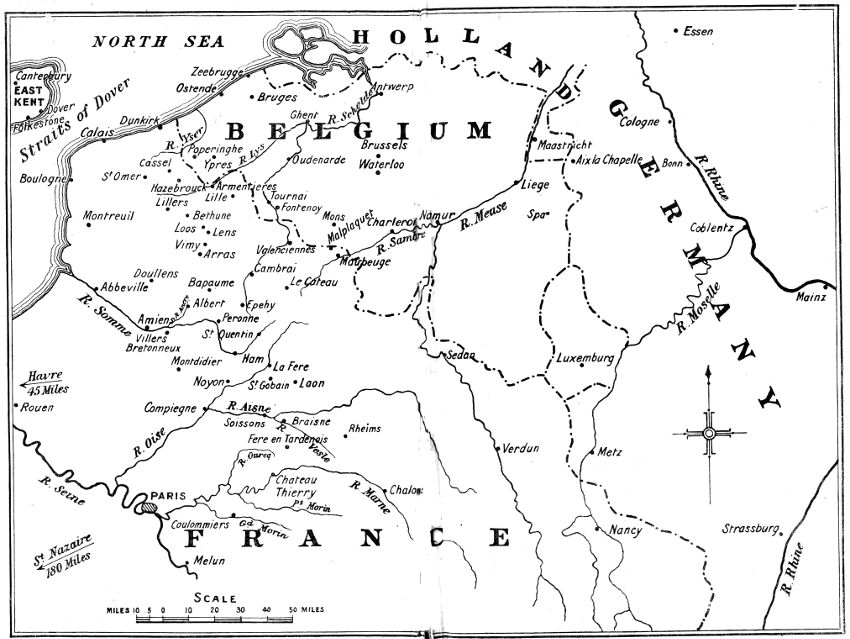 NORTH SEA
HOLLAND
Essen
Canterbury
EAST
KENT
Dover
Folkestone
Straits of Dover
Zeebrugge
Ostende
Bruges
Antwerp
Ghent
R. Schelde
Dunkirk
Calais
R. Yser
BELGIUM
GERMANY
Cologne
Poperinghe
Ypres
R Lys
Oudenarde
Brussels
Waterloo
Maastricht
Aix la Chapelle
Bonn
R. Rhine
Cassel
Boulogne
St Omer
Hazebrouck
Armentieres
Lille
Lillers
Tournai
Fontenoy
Liege
Spa
Montreuil
Bethune
Loos
Lens
Mons
Malplaquet
Charleroi
Namur
R. Meuse
R. Sambre
Coblentz
Vimy
Arras
Valenciennes
Maubeuge
Doullens
Bapaume
Cambrai
Le Cateau
Abbeville
Albert
Epehy
Mainz
R. Somme
Amiens
R. Ancre
Peronne
R. Moselle
Villers
Bretonneux
St Quentin
Montdidier
Ham
La Fere
Sedan
Luxemburg
Havre
45 Miles
Noyon
St Gobain
Laon
Rouen
Compiegne
R. Aisne
Soissons
Braisne
R. Vesle
Rheims
R. Oise
Fere en Tardenois
R. Ourcq
Verdun
Metz
R. Seine
Chateau
Thierry
R. Marne
Chalons
PARIS
Pt Morin
Coulommiers
Gd Morin
FRANCE
Nancy
Strassburg
St Nazaire
180 Miles
Melun
R. Rhine
SCALE
MILES 10 5 0 10 20 30 40 50 MILES